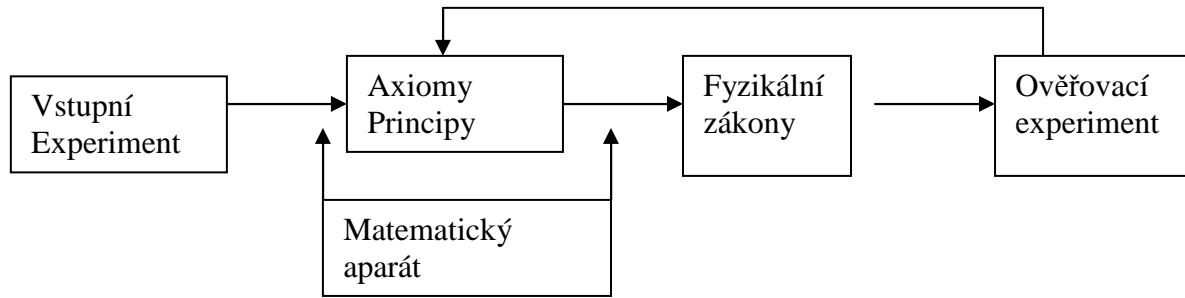 Vstupní
Experiment
Axiomy
Principy
Fyzikální
zákony
Ověřovací
experiment
Matematický
aparát